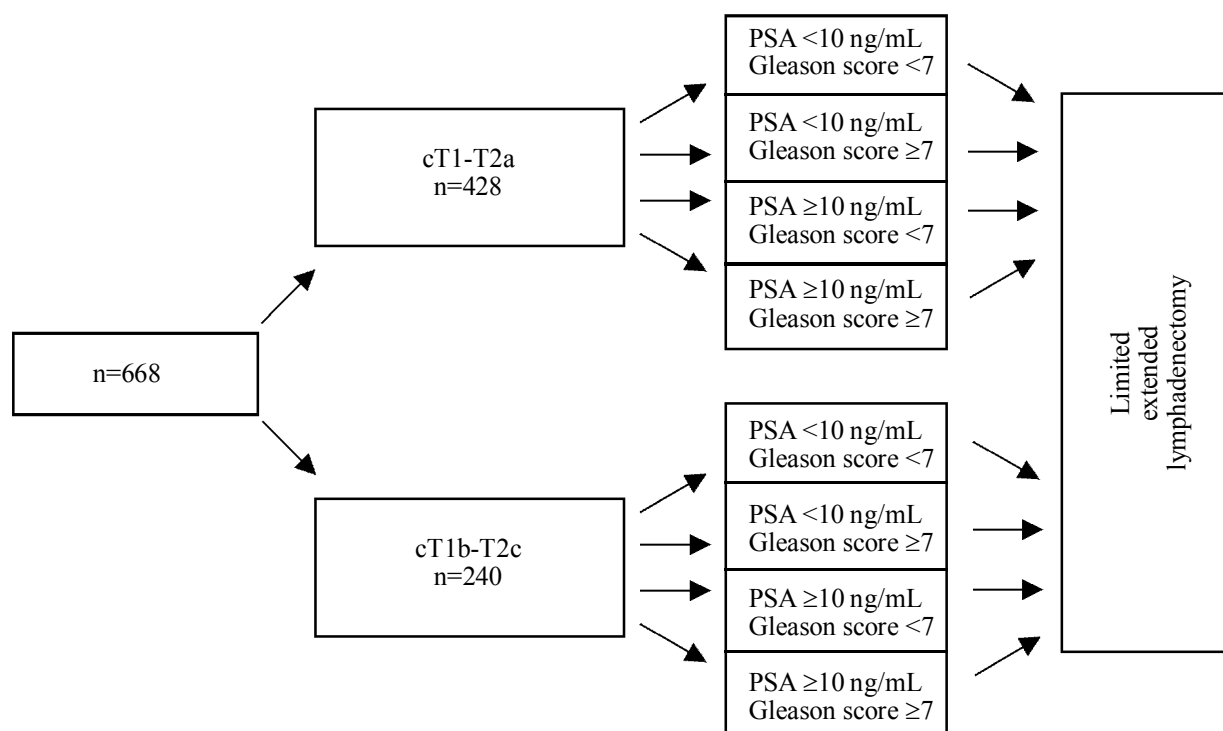 n=668
cT1-T2a
n=428
PSA <10 ng/mL
Gleason score <7
PSA <10 ng/mL
Gleason score ≥7
PSA ≥10 ng/mL
Gleason score <7
PSA ≥10 ng/mL
Gleason score ≥7
cT1b-T2c
n=240
PSA <10 ng/mL
Gleason score <7
PSA <10 ng/mL
Gleason score ≥7
PSA ≥10 ng/mL
Gleason score <7
PSA ≥10 ng/mL
Gleason score ≥7
Limited
extended
lymphadenectomy